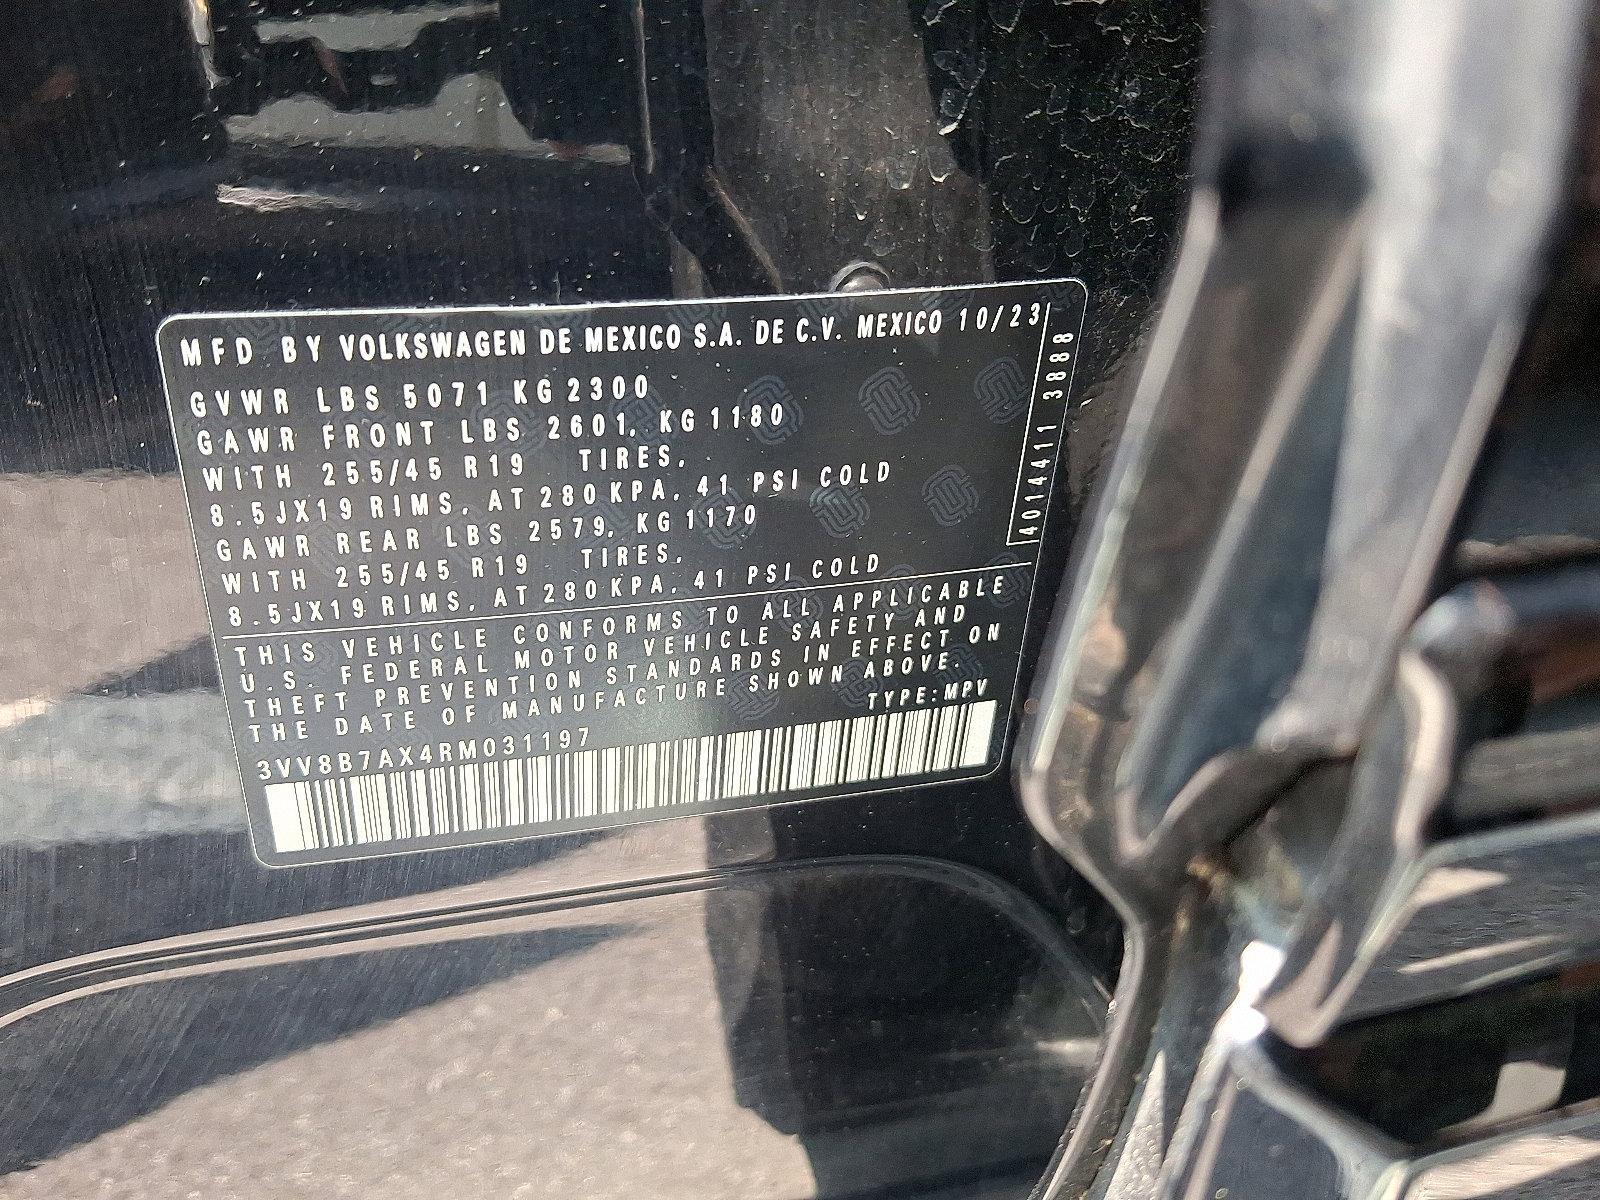 MFD BY VOLKSWAGEN DE MEXICO S.A. DE C.V. MEXICO 10/23
GVWR LBS 5071 KG 2300
GAWR FRONT LBS 2601, KG 1180
WITH 255/45 R19 TIRES,
8.5JX19 RIMS, AT 280 KPA, 41 PSI COLD
GAWR REAR LBS 2579, KG 1170
WITH 255/45 R19 TIRES,
8.5JX19 RIMS, AT 280 KPA, 41 PSI COLD
4014411 3888
THIS VEHICLE CONFORMS TO ALL APPLICABLE
U.S. FEDERAL MOTOR VEHICLE SAFETY AND
THEFT PREVENTION STANDARDS IN EFFECT ON
THE DATE OF MANUFACTURE SHOWN ABOVE.
TYPE:MPV
3VV8B7AX4RM031197